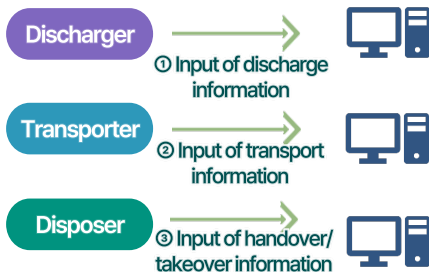 Discharger
① Input of discharge
information
Transporter
② Input of transport
information
Disposer
③ Input of handover/
takeover information